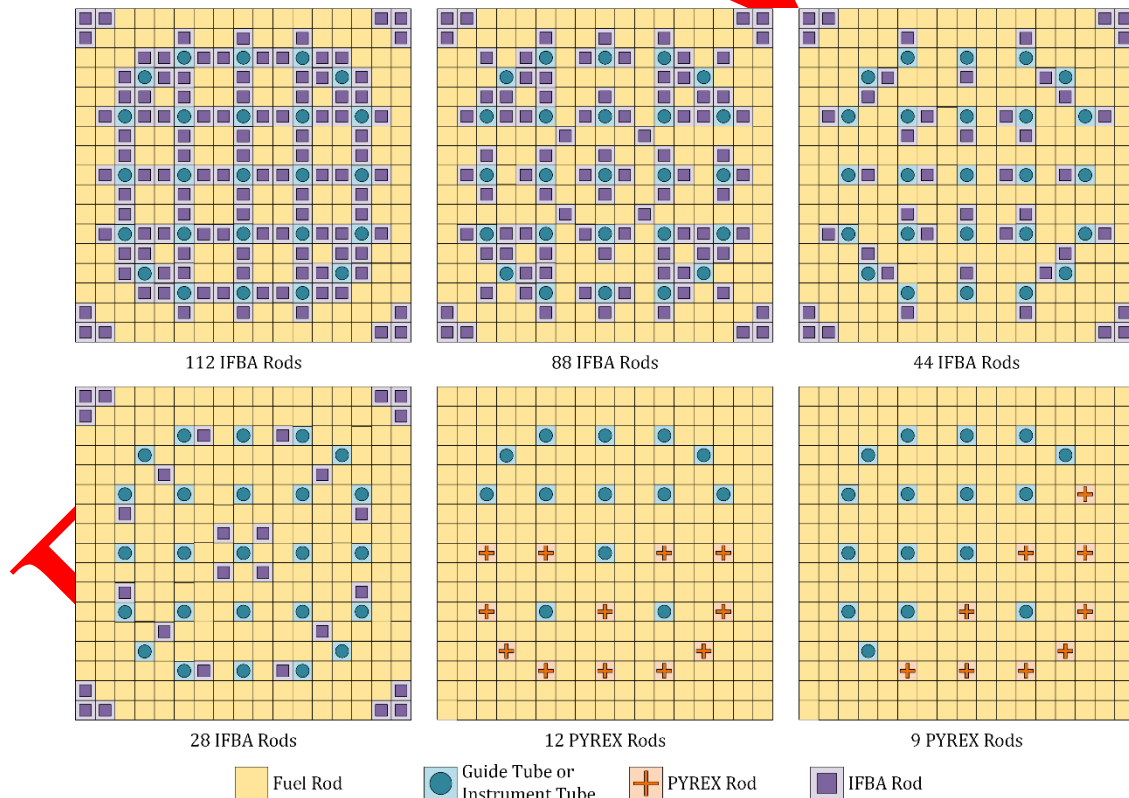 112 IFBA Rods
88 IFBA Rods
44 IFBA Rods
28 IFBA Rods
12 PYREX Rods
9 PYREX Rods
Fuel Rod
Guide Tube or
Instrument Tube
PYREX Rod
IFBA Rod